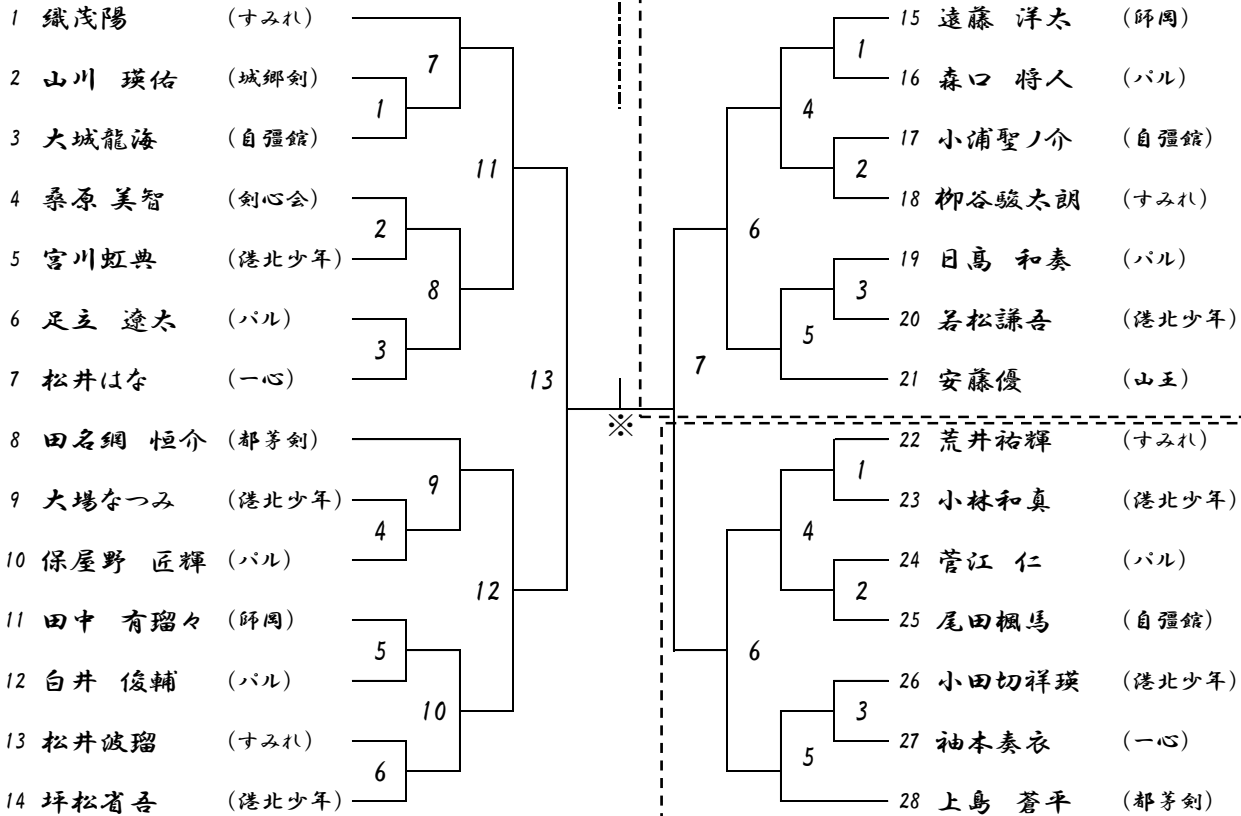 1 織茂陽 (すみれ)
2 山川 瑛佑 (城郷剣)
3 大城龍海 (自彊館)
4 桑原 美智 (剣心会)
5 宮川虹典 (港北少年)
6 足立 遼太 (パル)
7 松井はな (一心)
8 田名網 恒介 (都茅剣)
9 大場なつみ (港北少年)
10 保屋野 匠輝 (パル)
11 田中 有瑠々 (師岡)
12 白井 俊輔 (パル)
13 松井波瑠 (すみれ)
14 坪松省吾 (港北少年)
7
1
11
2
8
3
13
9
4
12
5
10
6
※
15 遠藤 洋太 (師岡)
16 森口 将人 (パル)
17 小浦聖ノ介 (自彊館)
18 柳谷駿太朗 (すみれ)
19 日髙 和奏 (パル)
20 若松謙吾 (港北少年)
21 安藤優 (山王)
22 荒井祐輝 (すみれ)
23 小林和真 (港北少年)
24 菅江 仁 (パル)
25 尾田楓馬 (自彊館)
26 小田切祥瑛 (港北少年)
27 袖本奏衣 (一心)
28 上島 蒼平 (都茅剣)
1
4
2
6
3
5
7
1
4
2
6
3
5